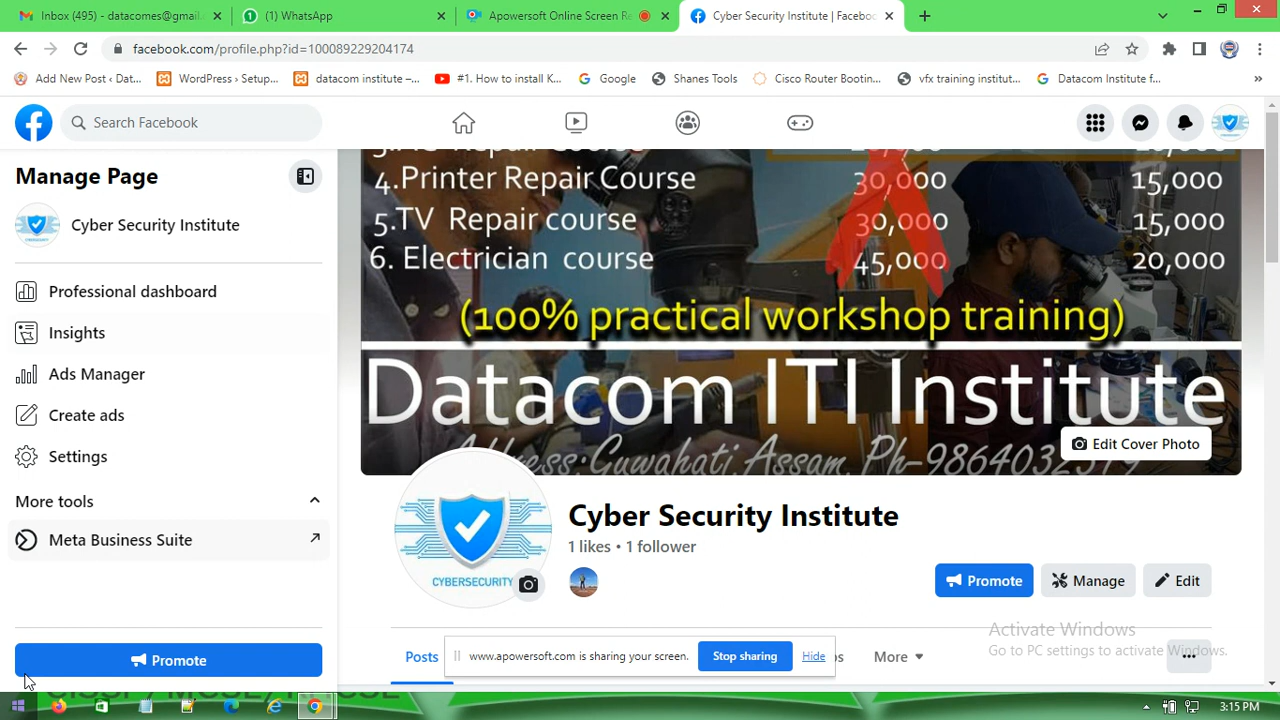 Inbox (495) - datacomes@gmail.
(1) WhatsApp
Apowersoft Online Screen Re
Cyber Security Institute | Faceboo
facebook.com/profile.php?id=100089229204174
Add New Post ‹ Dat...
WordPress › Setup...
datacom institute –...
#1. How to install K...
Google
Shanes Tools
Cisco Router Bootin...
vfx training institut...
Datacom Institute f...
Search Facebook
Manage Page
Cyber Security Institute
Professional dashboard
Insights
Ads Manager
Create ads
Settings
More tools
Meta Business Suite
Promote
4.Printer Repair Course 30,000 15,000
5.TV Repair course 30,000 15,000
6. Electrician course 45,000 20,000
(100% practical workshop training)
Datacom ITI Institute
Guwahati, Assam, Ph-
Edit Cover Photo
CYBERSECURITY
Cyber Security Institute
1 likes • 1 follower
Promote
Manage
Edit
Activate Windows
Go to PC settings to activate Windows.
Posts
www.apowersoft.com is sharing your screen.
Stop sharing
Hide
More
3:15 PM